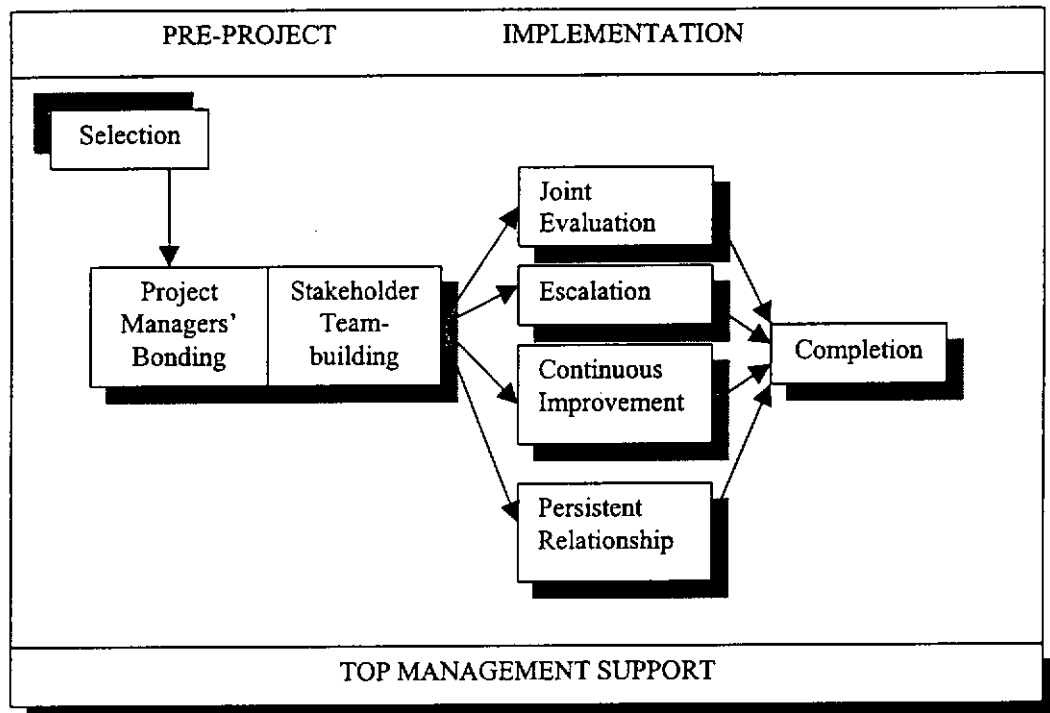 PRE-PROJECT
IMPLEMENTATION
Selection
Project
Managers'
Bonding
Stakeholder
Team-
building
Joint
Evaluation
Escalation
Continuous
Improvement
Persistent
Relationship
Completion
TOP MANAGEMENT SUPPORT